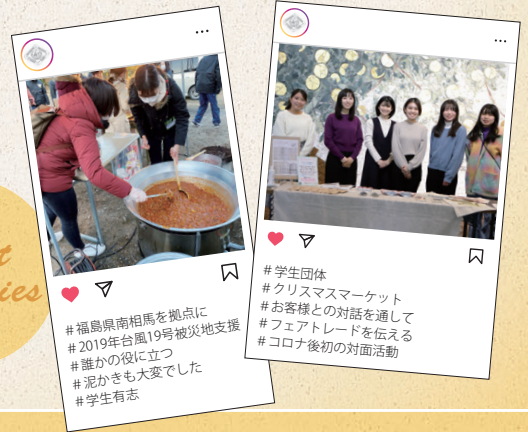 #福島県南相馬を拠点に
#2019年台風19号被災地支援
#誰かの役に立つ
#泥かきも大変でした
#学生有志
#学生団体
#クリスマスマーケット
#お客様との対話を通して
#フェアトレードを伝える
#コロナ後初の対面活動